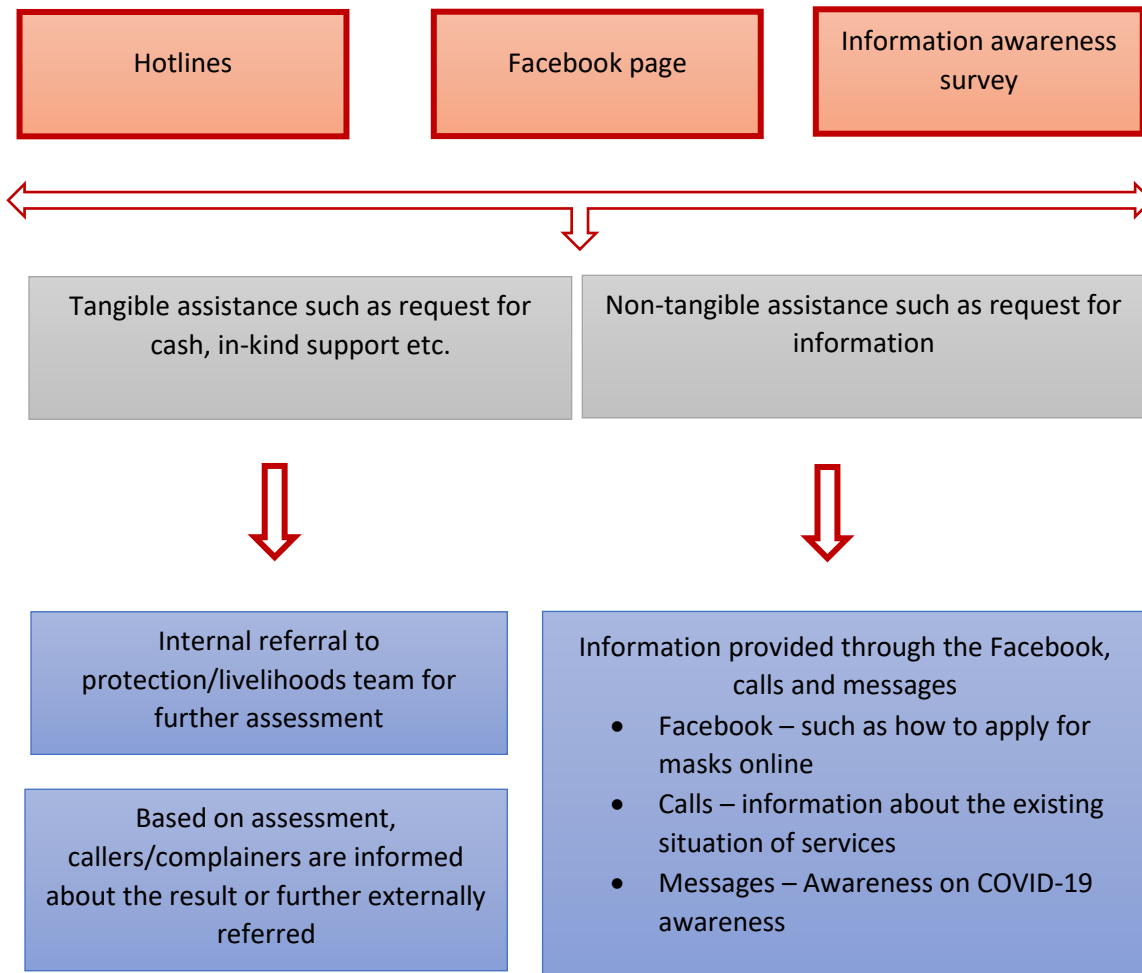 Hotlines
Facebook page
Information awareness
survey
Tangible assistance such as request for
cash, in-kind support etc.
Non-tangible assistance such as request for
information
Internal referral to
protection/livelihoods team for
further assessment
Based on assessment,
callers/complainers are informed
about the result or further externally
referred
Information provided through the Facebook,
calls and messages
• Facebook – such as how to apply for
masks online
• Calls – information about the existing
situation of services
• Messages – Awareness on COVID-19
awareness